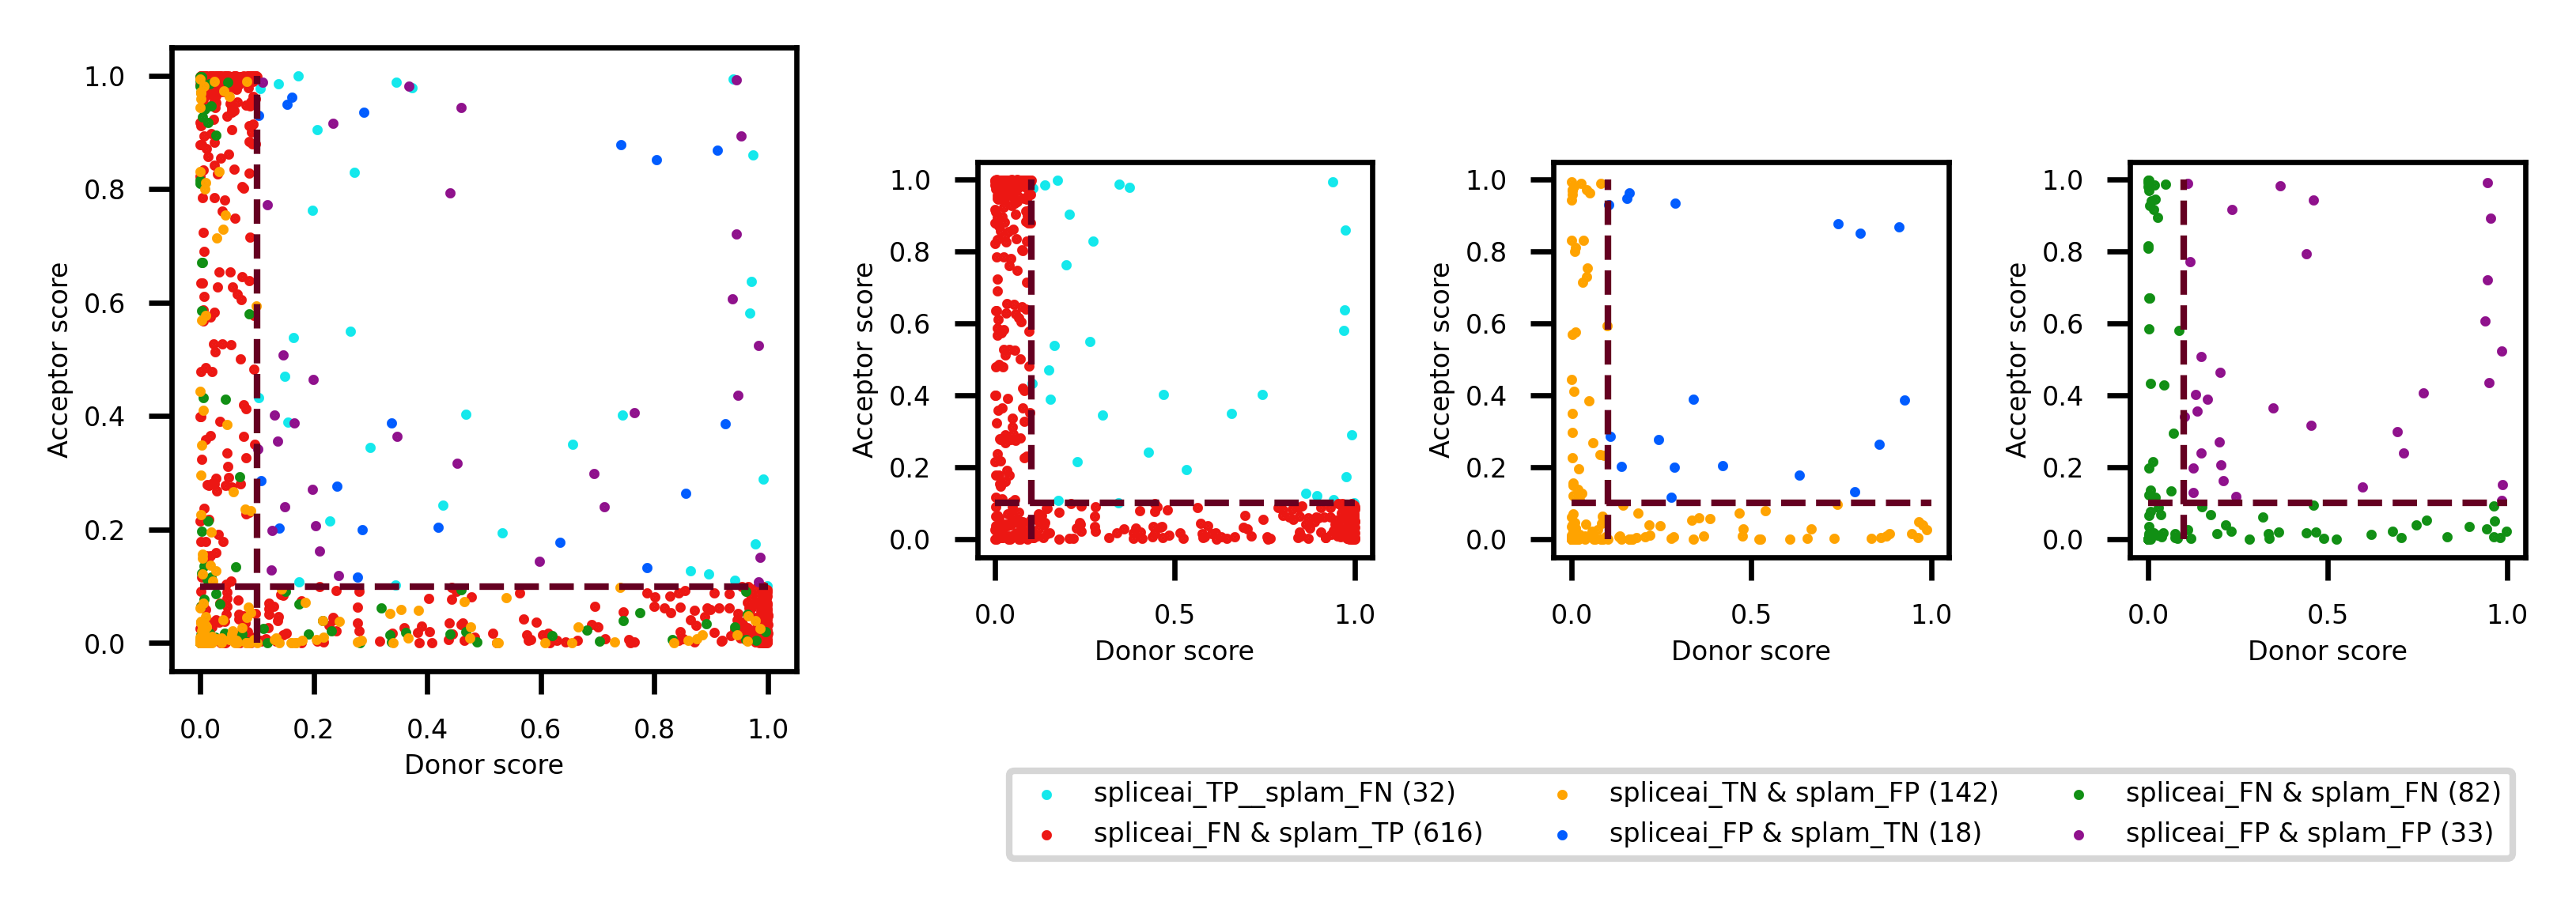 1.0
0.8
0.6
0.4
0.2
0.0
Acceptor score
0.0 0.2 0.4 0.6 0.8 1.0
Donor score
1.0
0.8
0.6
0.4
0.2
0.0
Acceptor score
0.0 0.5 1.0
Donor score
1.0
0.8
0.6
0.4
0.2
0.0
Acceptor score
0.0 0.5 1.0
Donor score
1.0
0.8
0.6
0.4
0.2
0.0
Acceptor score
0.0 0.5 1.0
Donor score
spliceai_TP__splam_FN (32)
spliceai_FN & splam_TP (616)
spliceai_TN & splam_FP (142)
spliceai_FP & splam_TN (18)
spliceai_FN & splam_FN (82)
spliceai_FP & splam_FP (33)